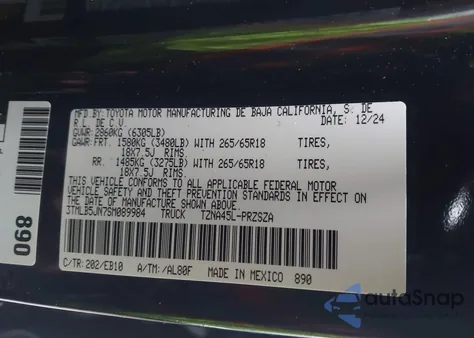 MFD.BY:TOYOTA MOTOR MANUFACTURING DE BAJA CALIFORNIA, S. DE
R.L. DE C.V. DATE: 12/24
GVWR:2860KG (6305LB)
GAWR:FRT. 1580KG (3480LB) WITH 265/65R18 TIRES,
18X7.5J RIMS
RR. 1485KG (3275LB) WITH 265/65R18 TIRES,
18X7.5J RIMS
THIS VEHICLE CONFORMS TO ALL APPLICABLE FEDERAL MOTOR
VEHICLE SAFETY AND THEFT PREVENTION STANDARDS IN EFFECT ON THE
DATE OF MANUFACTURE SHOWN ABOVE.
3TMLB5JN7SM089984 TRUCK TZNA45L-PRZSZA
C/TR:202/EB10 A/TM:/AL80F MADE IN MEXICO 890
890
autoSnap